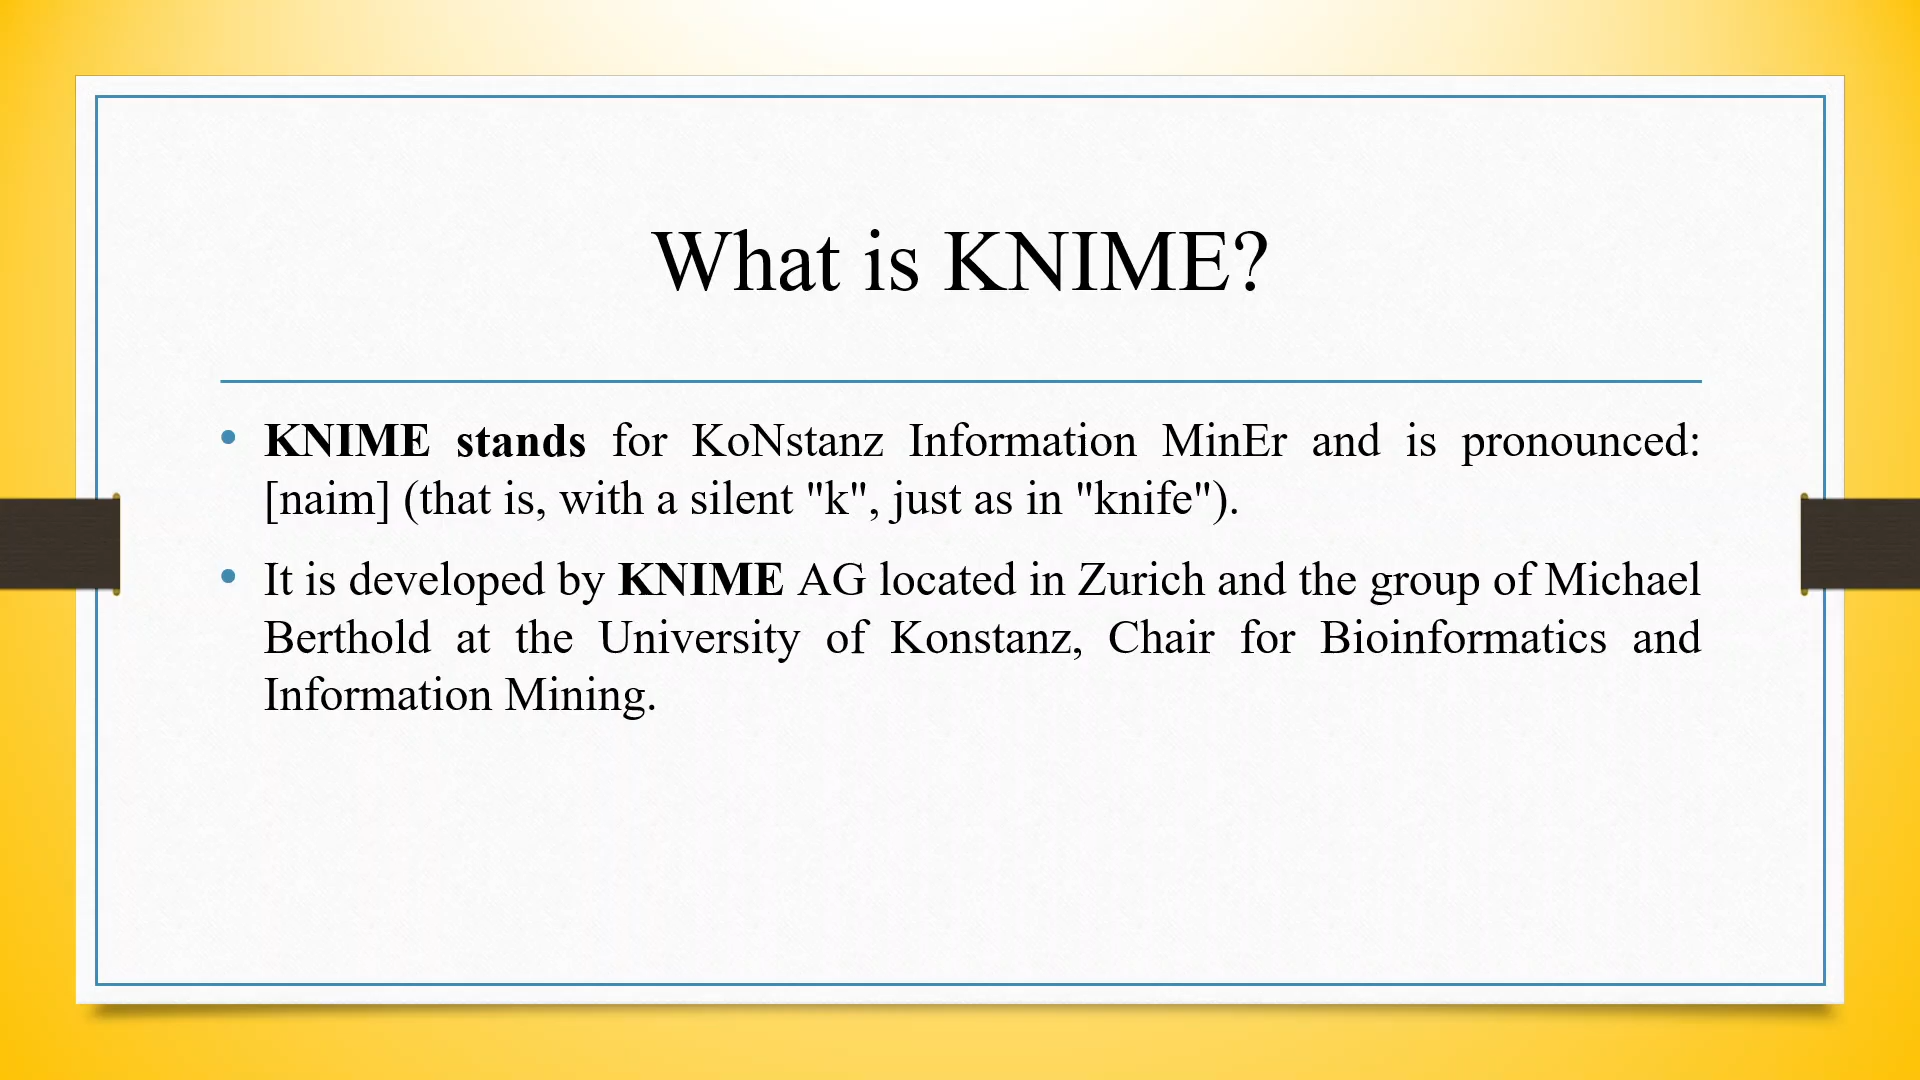 What is KNIME?
• KNIME stands for KoNstanz Information MinEr and is pronounced:
[naim] (that is, with a silent "k", just as in "knife").
• It is developed by KNIME AG located in Zurich and the group of Michael
Berthold at the University of Konstanz, Chair for Bioinformatics and
Information Mining.